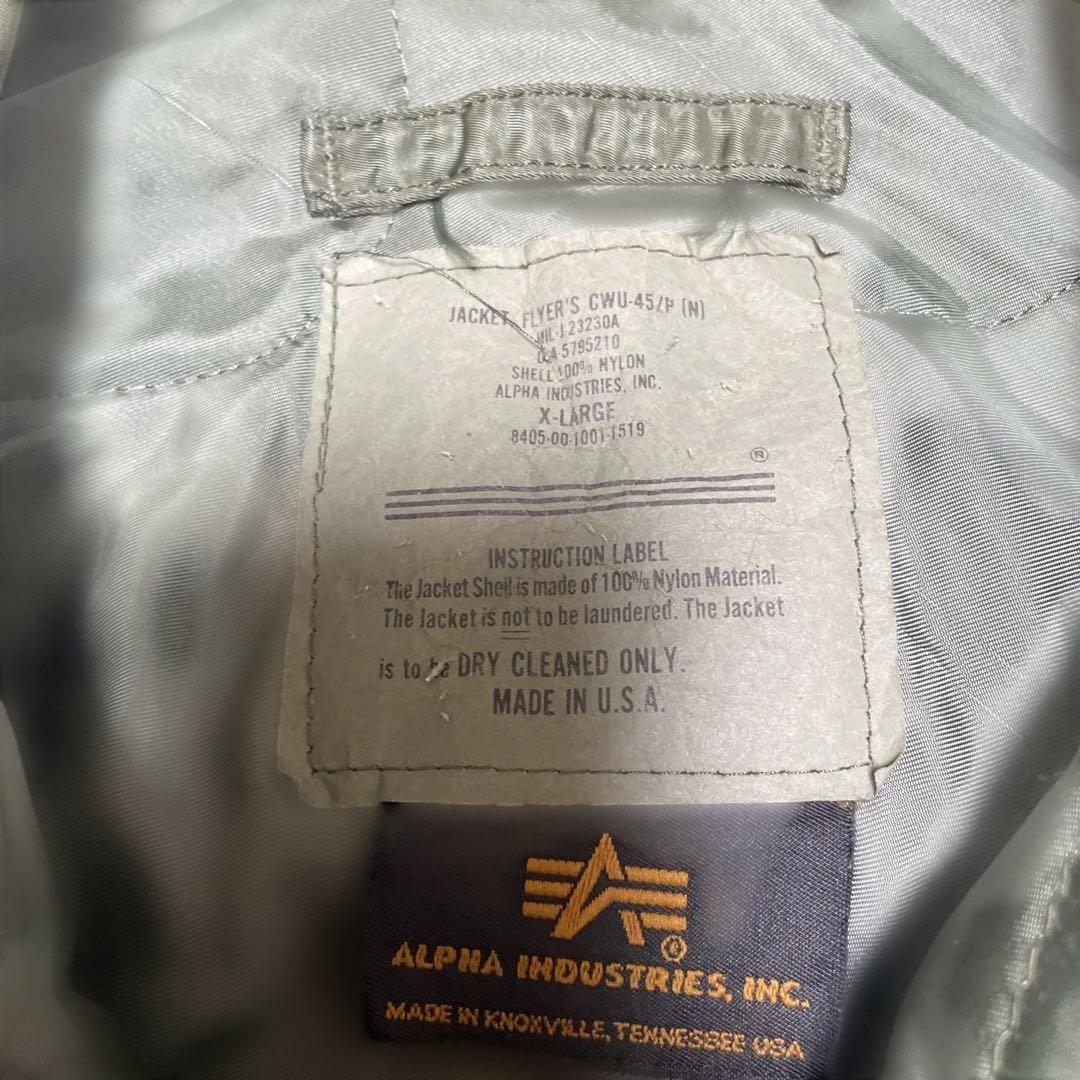 JACKET, FLYER'S CWU-45/P (N)
MIL-J-23230A
DLA 5795210
SHELL 100% NYLON
ALPHA INDUSTRIES, INC.
X-LARGE
8405-00-1001-1519
®
INSTRUCTION LABEL
The Jacket Shell is made of 100% Nylon Material.
The Jacket is not to be laundered. The Jacket
is to be DRY CLEANED ONLY.
MADE IN U.S.A.
®
ALPHA INDUSTRIES, INC.
MADE IN KNOXVILLE, TENNESSEE USA